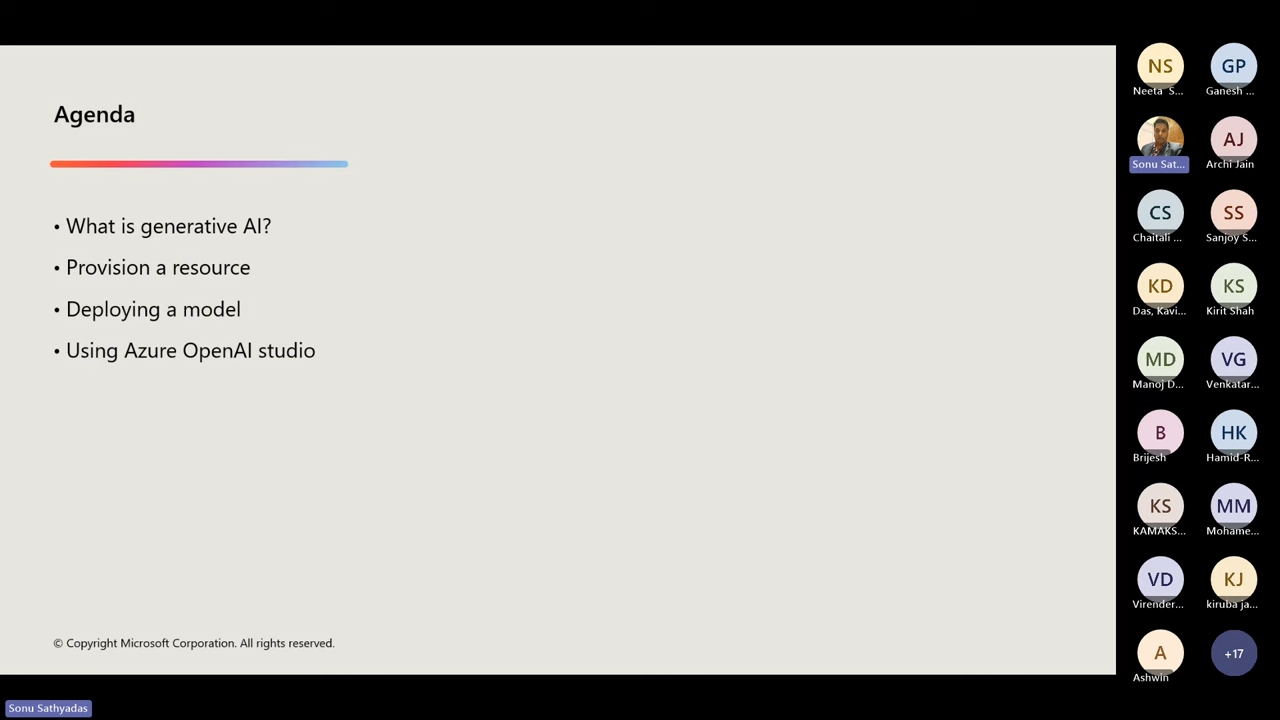 Agenda
• What is generative AI?
• Provision a resource
• Deploying a model
• Using Azure OpenAI studio
© Copyright Microsoft Corporation. All rights reserved.
Sonu Sathyadas
NS
Neeta S...
GP
Ganesh ...
Sonu Sat...
AJ
Archi Jain
CS
Chaitali ...
SS
Sanjoy S...
KD
Das, Kavi...
KS
Kirit Shah
MD
Manoj D...
VG
Venkatar...
B
Brijesh
HK
Hamid-R...
KS
KAMAKS...
MM
Mohame...
VD
Virender...
KJ
kiruba ja...
A
Ashwin
+17